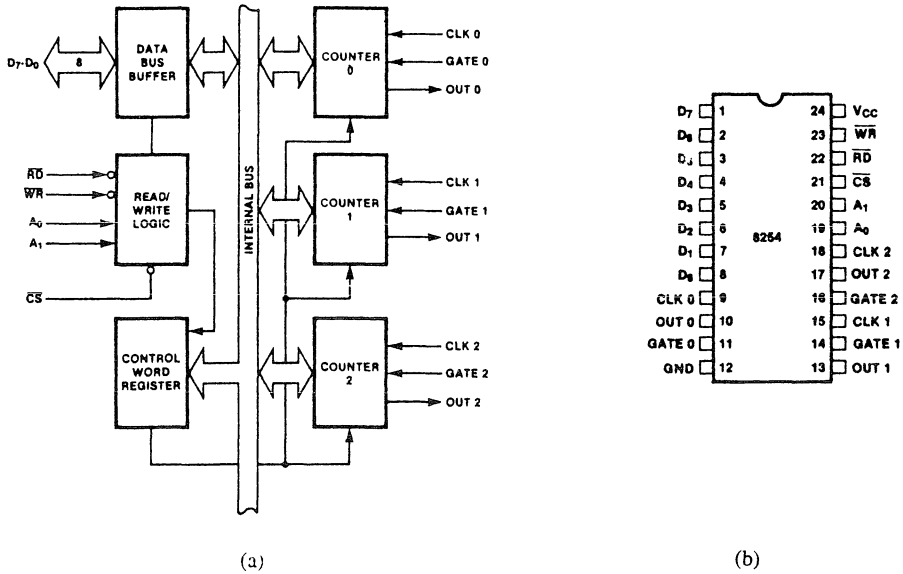 DATA
BUS
BUFFER
D7-D0
8
COUNTER
0
CLK 0
GATE 0
OUT 0
RD
WR
A0
A1
CS
READ/
WRITE
LOGIC
INTERNAL BUS
COUNTER
1
CLK 1
GATE 1
OUT 1
CONTROL
WORD
REGISTER
COUNTER
2
CLK 2
GATE 2
OUT 2
(a)
D7 1 24 VCC
D6 2 23 WR
D5 3 22 RD
D4 4 21 CS
D3 5 20 A1
D2 6 19 A0
8254
D1 7 18 CLK 2
D0 8 17 OUT 2
CLK 0 9 16 GATE 2
OUT 0 10 15 CLK 1
GATE 0 11 14 GATE 1
GND 12 13 OUT 1
(b)